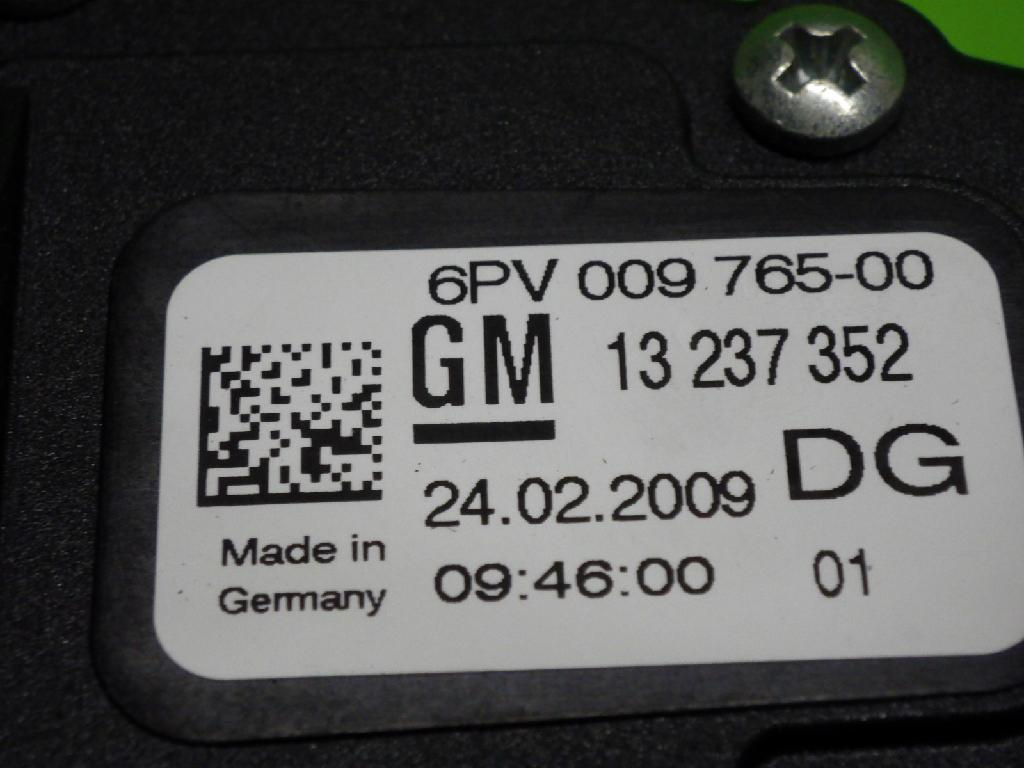 6PV 009 765-00
GM 13 237 352
24.02.2009 DG
Made in
Germany
09:46:00 01